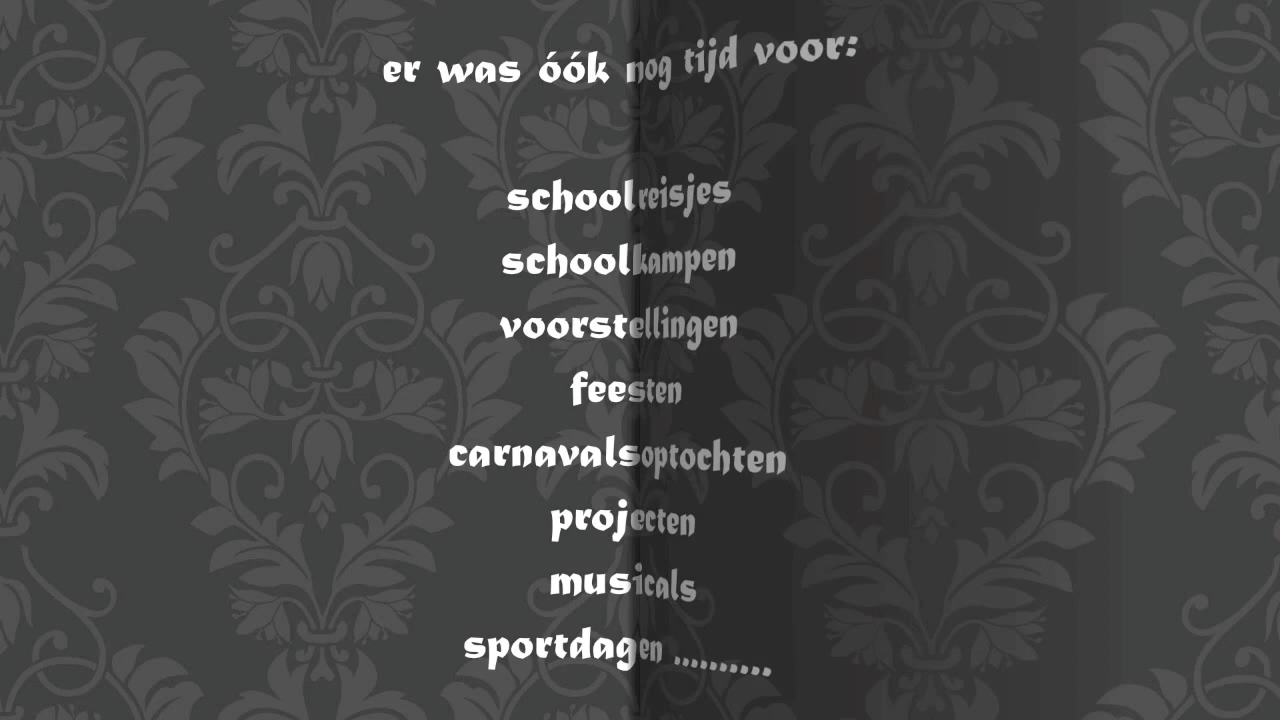 er was óók nog tijd voor:
schoolreisjes
schoolkampen
voorstellingen
feesten
carnavalsoptochten
projecten
musicals
sportdagen ..........